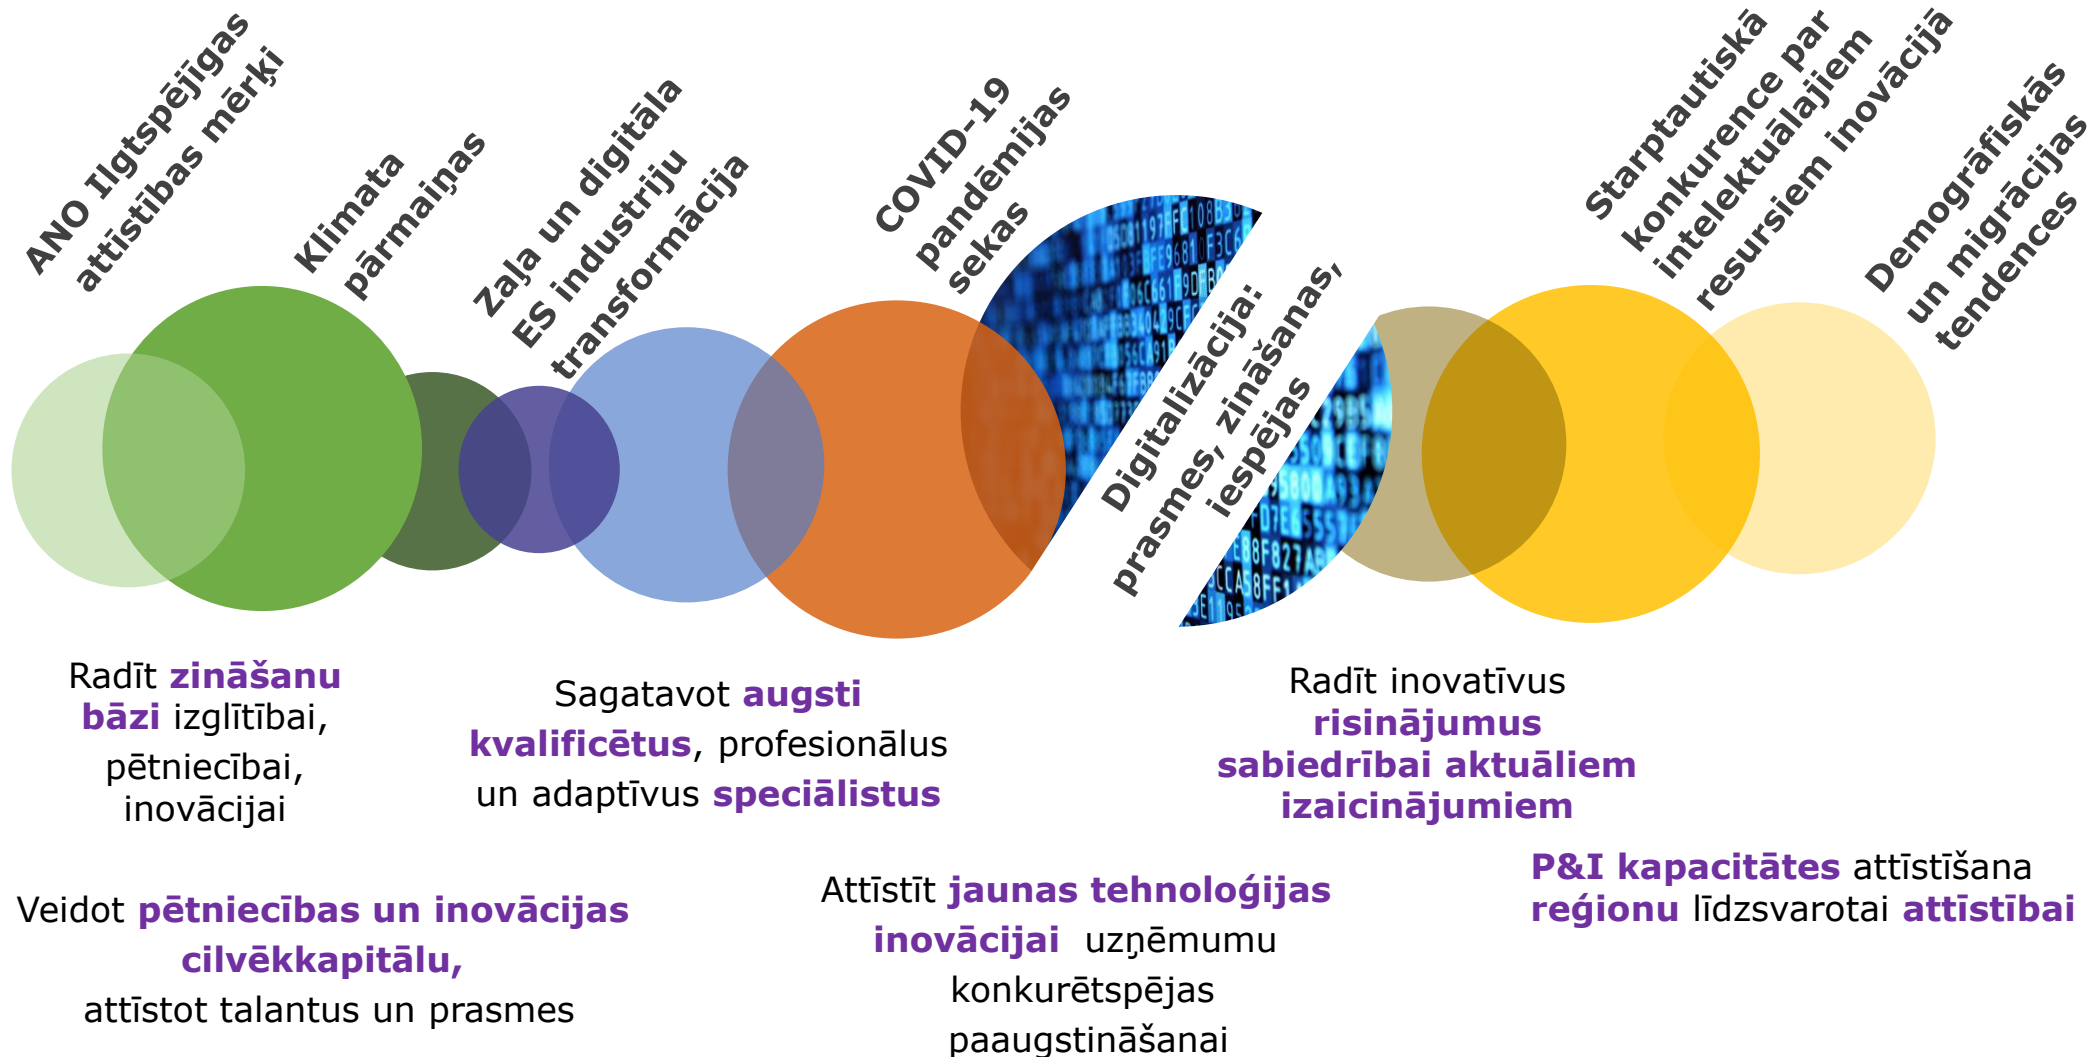 ANO Ilgtspējīgas
attīstības mērķi
Klimata
pārmaiņas
Zaļa un digitāla
ES industriju
transformācija
COVID-19
pandēmijas
sekas
Digitalizācija:
prasmes, zināšanas,
iespējas
Starptautiskā
konkurence par
intelektuālajiem
resursiem inovācijā
Demogrāfiskās
un migrācijas
tendences
Radīt zināšanu
bāzi izglītībai,
pētniecībai,
inovācijai
Sagatavot augsti
kvalificētus, profesionālus
un adaptīvus speciālistus
Radīt inovatīvus
risinājumus
sabiedrībai aktuāliem
izaicinājumiem
Veidot pētniecības un inovācijas
cilvēkkapitālu,
attīstot talantus un prasmes
Attīstīt jaunas tehnoloģijas
inovācijai uzņēmumu
konkurētspējas
paaugstināšanai
P&I kapacitātes attīstīšana
reģionu līdzsvarotai attīstībai